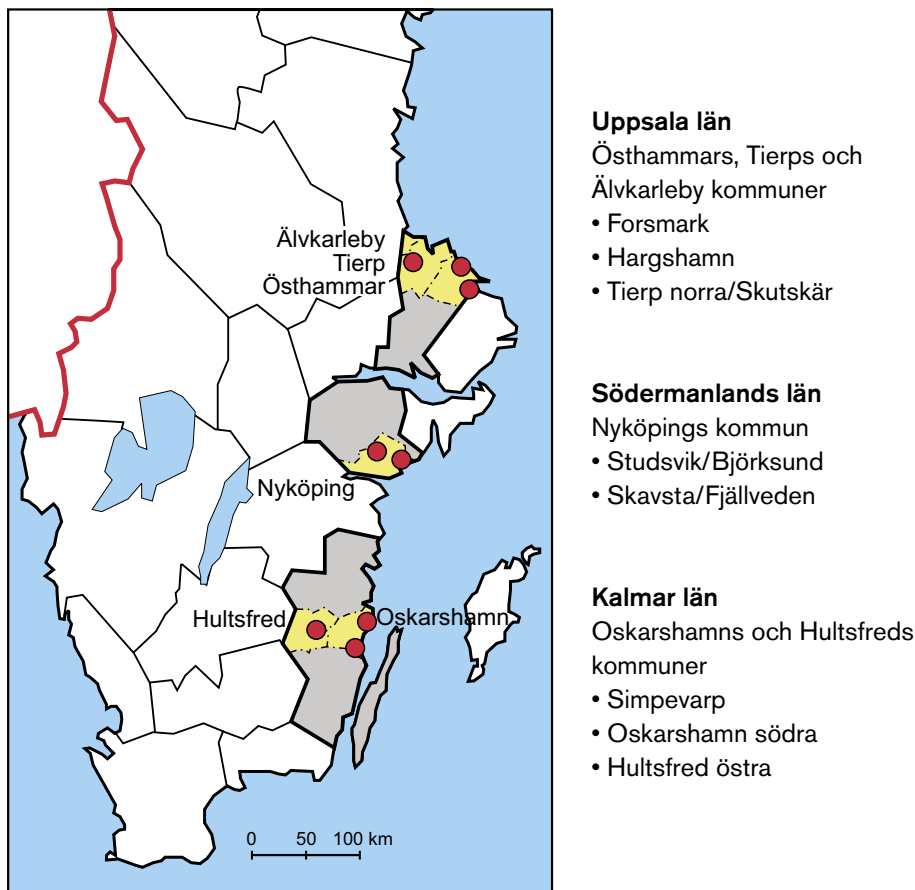 Älvkarleby
Tierp
Östhammar
Nyköping
Hultsfred
Oskarshamn
0 50 100 km
Uppsala län
Östhammars, Tierps och
Älvkarleby kommuner
• Forsmark
• Hargshamn
• Tierp norra/Skutskär
Södermanlands län
Nyköpings kommun
• Studsvik/Björksund
• Skavsta/Fjällveden
Kalmar län
Oskarshamns och Hultsfreds
kommuner
• Simpevarp
• Oskarshamn södra
• Hultsfred östra